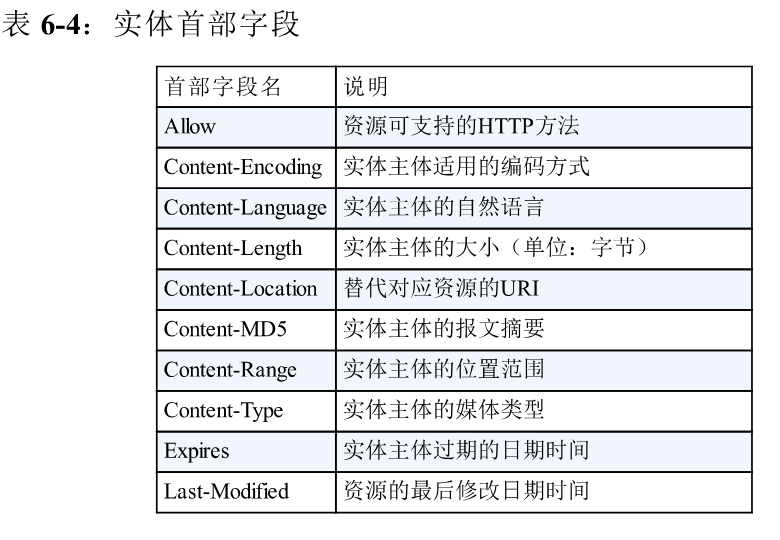 表 6-4：实体首部字段
首部字段名 说明
Allow 资源可支持的HTTP方法
Content-Encoding 实体主体适用的编码方式
Content-Language 实体主体的自然语言
Content-Length 实体主体的大小（单位：字节）
Content-Location 替代对应资源的URI
Content-MD5 实体主体的报文摘要
Content-Range 实体主体的位置范围
Content-Type 实体主体的媒体类型
Expires 实体主体过期的日期时间
Last-Modified 资源的最后修改日期时间